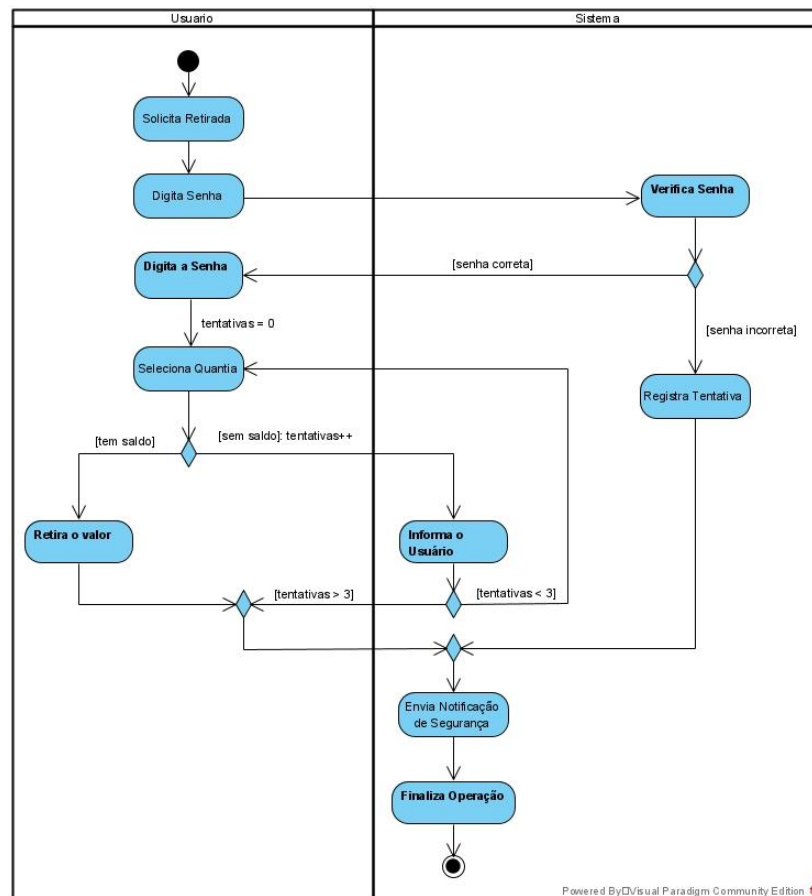 Usuario
Sistema
Solicita Retirada
Digita Senha
Verifica Senha
[senha correta]
Digita a Senha
[senha incorreta]
tentativas = 0
Seleciona Quantia
Registra Tentativa
[tem saldo]
[sem saldo]: tentativas++
Retira o valor
Informa o
Usuário
[tentativas > 3]
[tentativas < 3]
Envia Notificação
de Segurança
Finaliza Operação
Powered By□Visual Paradigm Community Edition